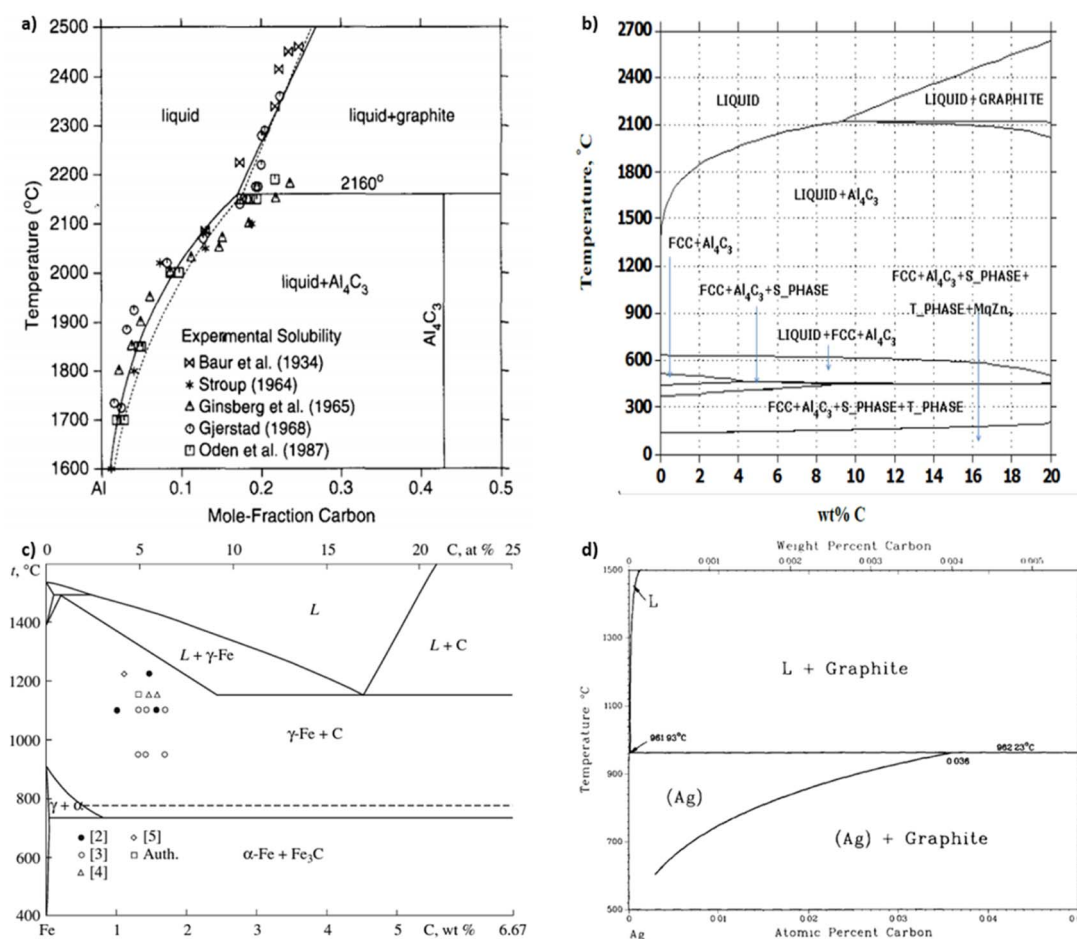 a)
2500
2400
2300
2200
2100
2000
1900
1800
1700
1600
Temperature (°C)
liquid
liquid+graphite
2160°
liquid+Al4C3
Al4C3
Experimental Solubility
Baur et al. (1934)
Stroup (1964)
Ginsberg et al. (1965)
Gjerstad (1968)
Oden et al. (1987)
Al 0.1 0.2 0.3 0.4 0.5
Mole-Fraction Carbon
b)
2700
2400
2100
1800
1500
1200
900
600
300
0
Temperature, °C
LIQUID
LIQUID+GRAPHITE
LIQUID+Al4C3
FCC+Al4C3
FCC+Al4C3+S_PHASE
FCC+Al4C3+S_PHASE+
T_PHASE+MgZn2
LIQUID+FCC+Al4C3
FCC+Al4C3+S_PHASE+T_PHASE
0 2 4 6 8 10 12 14 16 18 20
wt% C
c)
0 5 10 15 20 C, at % 25
t, °C
1400
1200
1000
800
600
400
L
L + γ-Fe
L + C
γ-Fe + C
γ + α
[2] [5]
[3] Auth.
[4]
α-Fe + Fe3C
Fe 1 2 3 4 5 C, wt % 6.67
d)
Weight Percent Carbon
0 0 001 0 002 0 003 0 004 0 005
1500
1300
1100
900
700
500
Temperature °C
L
L + Graphite
961 93°C
962 23°C
0 036
(Ag)
(Ag) + Graphite
0 0 01 0 02 0 03 0 04 0 05
Ag Atomic Percent Carbon